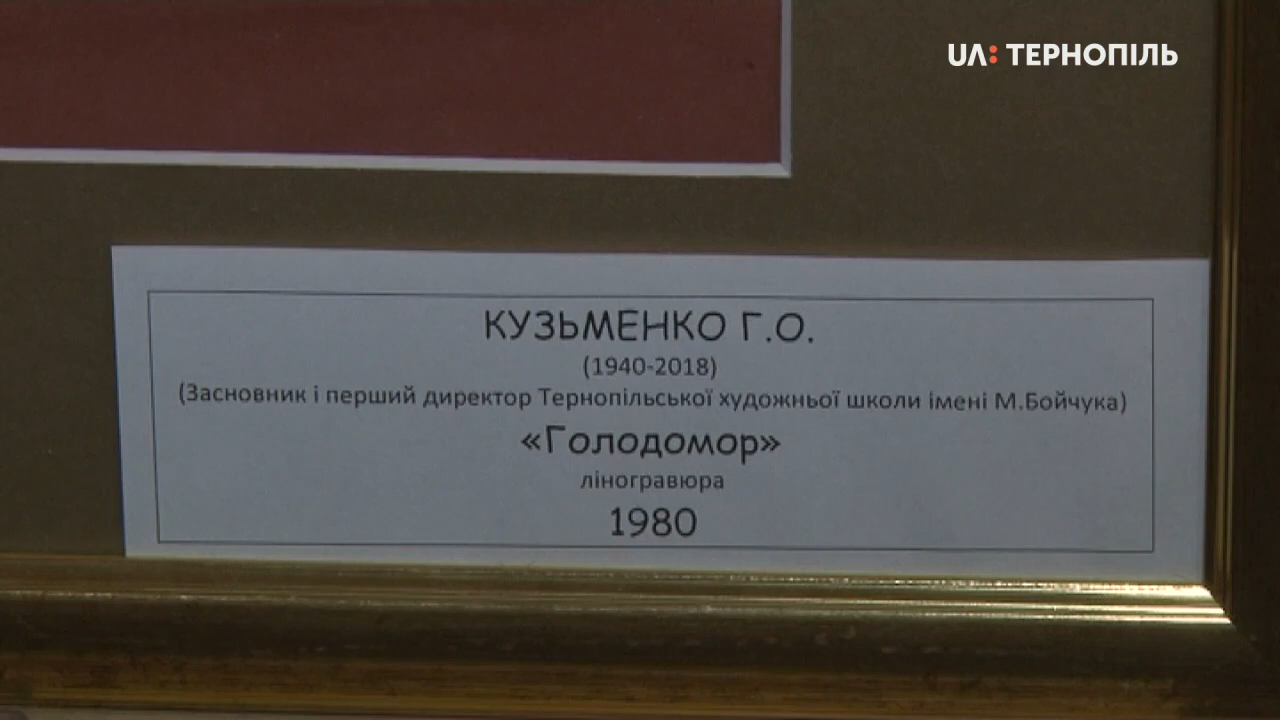 UA: ТЕРНОПІЛЬ
КУЗЬМЕНКО Г.О.
(1940-2018)
(Засновник і перший директор Тернопільської художньої школи імені М.Бойчука)
«Голодомор»
ліногравюра
1980